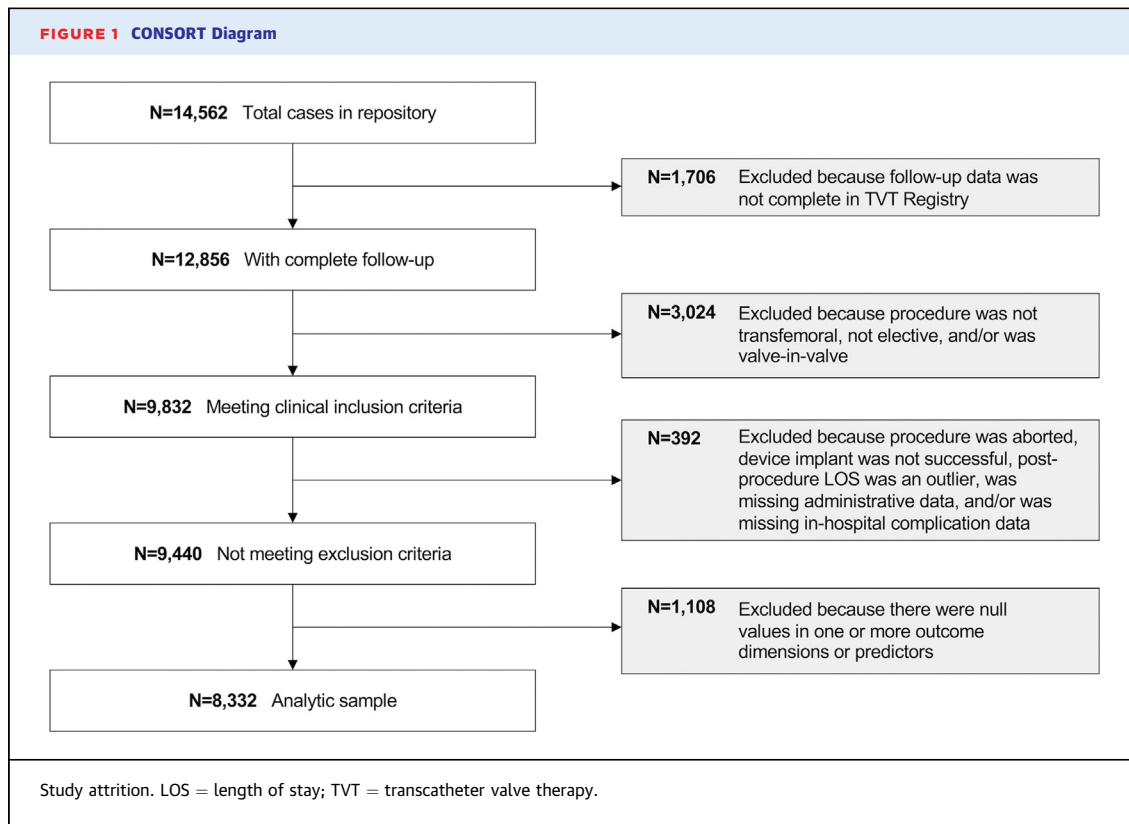 FIGURE 1 CONSORT Diagram
N=14,562 Total cases in repository
N=1,706 Excluded because follow-up data was
not complete in TVT Registry
N=12,856 With complete follow-up
N=3,024 Excluded because procedure was not
transfemoral, not elective, and/or was
valve-in-valve
N=9,832 Meeting clinical inclusion criteria
N=392 Excluded because procedure was aborted,
device implant was not successful, post-
procedure LOS was an outlier, was
missing administrative data, and/or was
missing in-hospital complication data
N=9,440 Not meeting exclusion criteria
N=1,108 Excluded because there were null
values in one or more outcome
dimensions or predictors
N=8,332 Analytic sample
Study attrition. LOS = length of stay; TVT = transcatheter valve therapy.